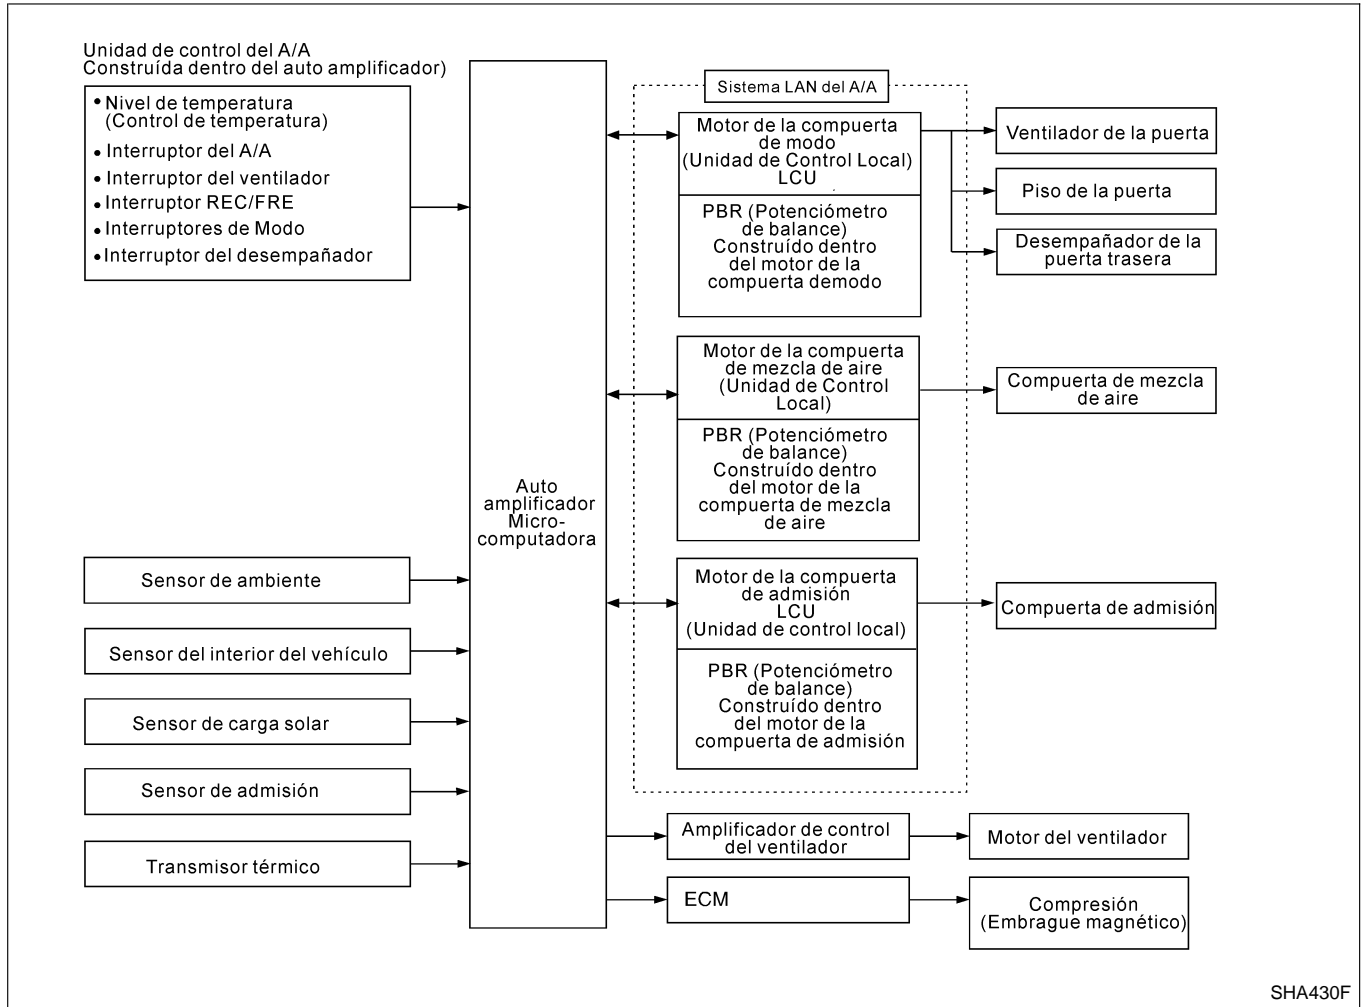 Unidad de control del A/A
Construída dentro del auto amplificador)
• Nivel de temperatura
(Control de temperatura)
• Interruptor del A/A
• Interruptor del ventilador
• Interruptor REC/FRE
• Interruptores de Modo
• Interruptor del desempañador
Sensor de ambiente
Sensor del interior del vehículo
Sensor de carga solar
Sensor de admisión
Transmisor térmico
Auto
amplificador
Micro-
computadora
Sistema LAN del A/A
Motor de la compuerta
de modo
(Unidad de Control Local)
LCU
PBR (Potenciómetro
de balance)
Construído dentro
del motor de la
compuerta demodo
Motor de la compuerta
de mezcla de aire
(Unidad de Control
Local)
PBR (Potenciómetro
de balance)
Construído dentro
del motor de la
compuerta de mezcla
de aire
Motor de la compuerta
de admisión
LCU
(Unidad de control local)
PBR (Potenciómetro
de balance)
Construído dentro
del motor de la
compuerta de admisión
Amplificador de control
del ventilador
ECM
Ventilador de la puerta
Piso de la puerta
Desempañador de la
puerta trasera
Compuerta de mezcla
de aire
Compuerta de admisión
Motor del ventilador
Compresión
(Embrague magnético)
SHA430F